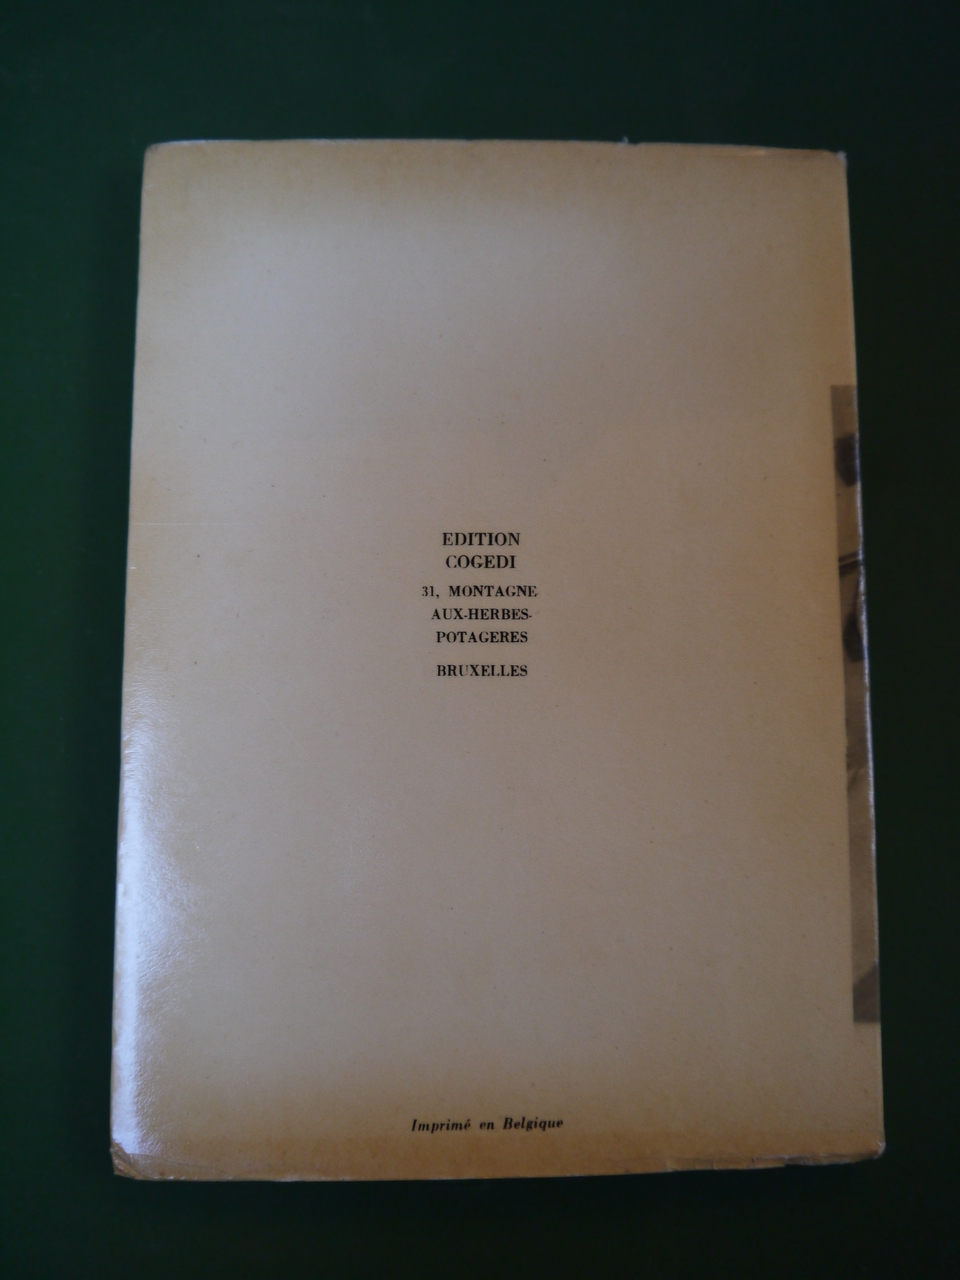 EDITION
COGEDI
31, MONTAGNE
AUX-HERBES-
POTAGERES
BRUXELLES
Imprimé en Belgique